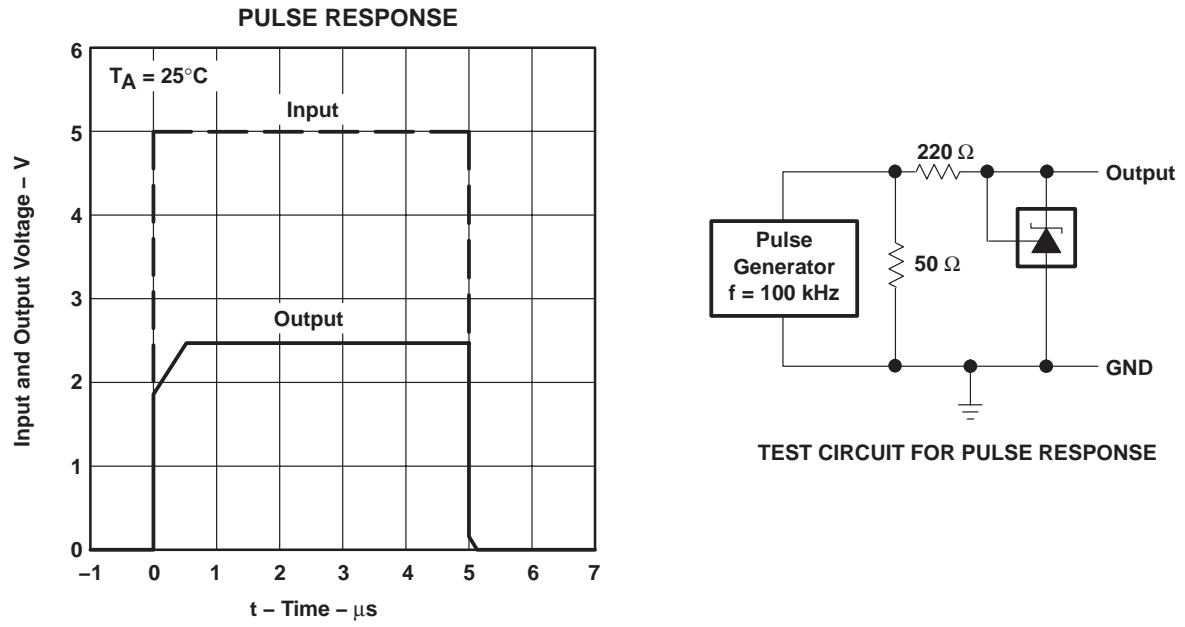 PULSE RESPONSE
6
TA = 25°C
Input
5
4
3
Output
2
1
0
Input and Output Voltage – V
–1 0 1 2 3 4 5 6 7
t – Time – μs
220 Ω
Output
Pulse
Generator
f = 100 kHz
50 Ω
GND
TEST CIRCUIT FOR PULSE RESPONSE